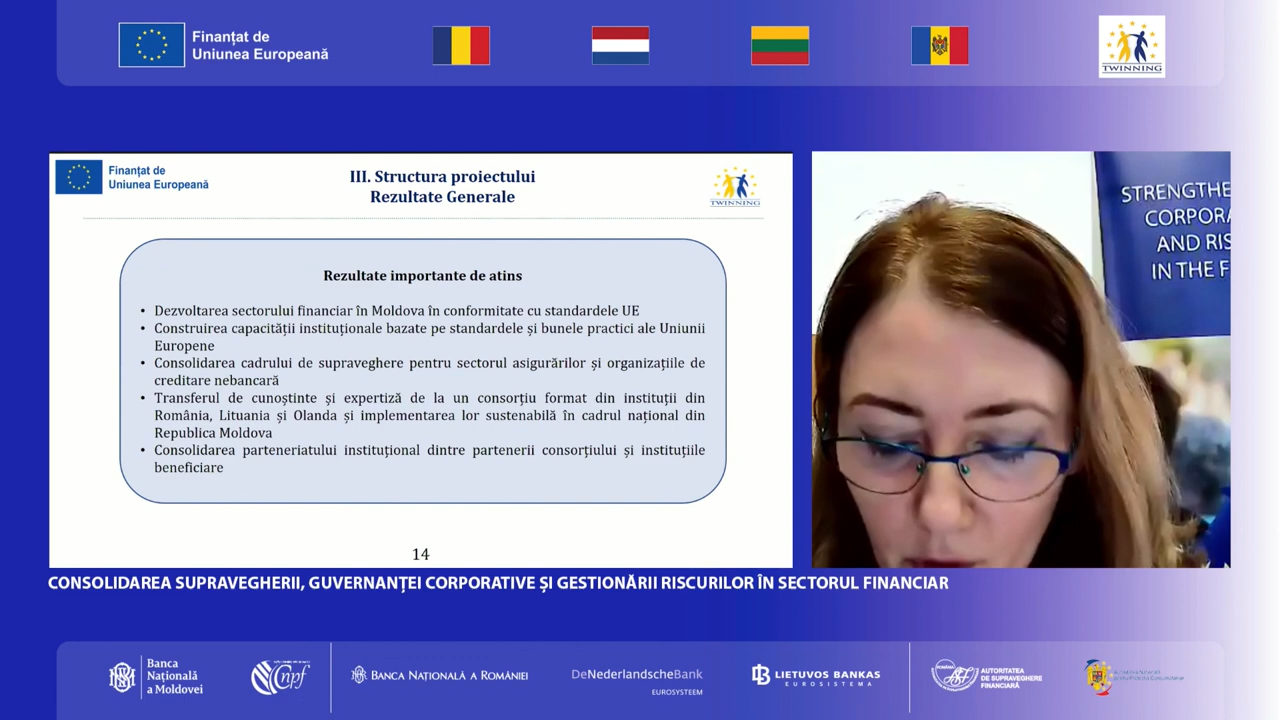 Finanțat de
Uniunea Europeană
TWINNING
Finanțat de
Uniunea Europeană
III. Structura proiectului
Rezultate Generale
TWINNING
Rezultate importante de atins
• Dezvoltarea sectorului financiar în Moldova în conformitate cu standardele UE
• Construirea capacității instituționale bazate pe standardele și bunele practici ale Uniunii
Europene
• Consolidarea cadrului de supraveghere pentru sectorul asigurărilor și organizațiile de
creditare nebancară
• Transferul de cunoștinte și expertiză de la un consorțiu format din instituții din
România, Lituania și Olanda și implementarea lor sustenabilă în cadrul național din
Republica Moldova
• Consolidarea parteneriatului instituțional dintre partenerii consorțiului și instituțiile
beneficiare
14
STRENGTHE
CORPORA
AND RIS
IN THE F
CONSOLIDAREA SUPRAVEGHERII, GUVERNANȚEI CORPORATIVE ȘI GESTIONĂRII RISCURILOR ÎN SECTORUL FINANCIAR
Banca
Națională
a Moldovei
cnpf
BANCA NAȚIONALĂ A ROMÂNIEI
DeNederlandscheBank
EUROSYSTEEM
LIETUVOS BANKAS
EUROSISTEMA
ASF
AUTORITATEA
DE SUPRAVEGHERE
FINANCIARĂ